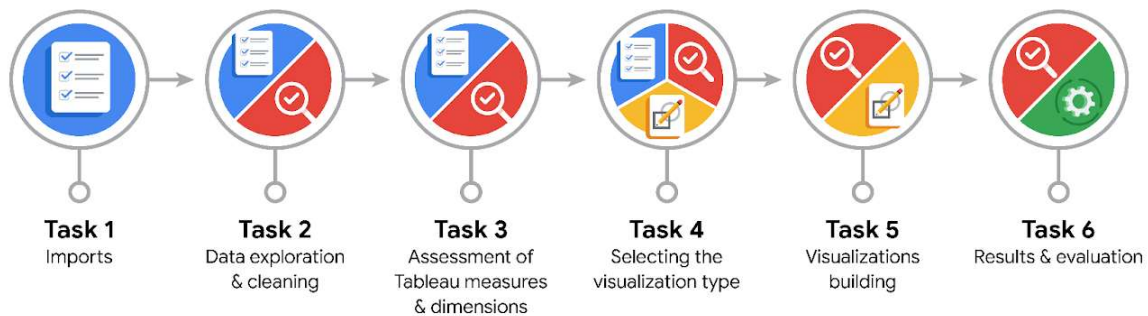 Task 1
Imports
Task 2
Data exploration
& cleaning
Task 3
Assessment of
Tableau measures
& dimensions
Task 4
Selecting the
visualization type
Task 5
Visualizations
building
Task 6
Results & evaluation